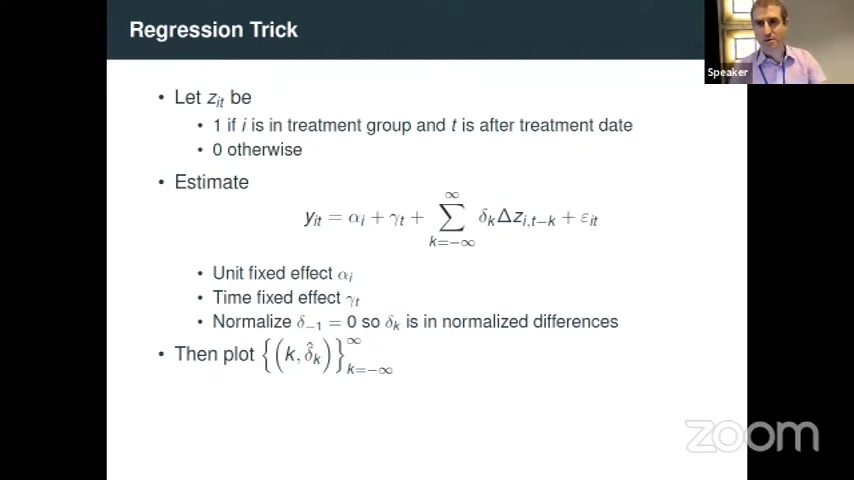 Regression Trick
Speaker
• Let z_it be
• 1 if i is in treatment group and t is after treatment date
• 0 otherwise
• Estimate
y_it = α_i + γ_t + ∑_{k=−∞}^{∞} δ_k Δz_{i,t−k} + ε_it
• Unit fixed effect α_i
• Time fixed effect γ_t
• Normalize δ_−1 = 0 so δ_k is in normalized differences
• Then plot {(k, δ̂_k)}_{k=−∞}^{∞}
zoom